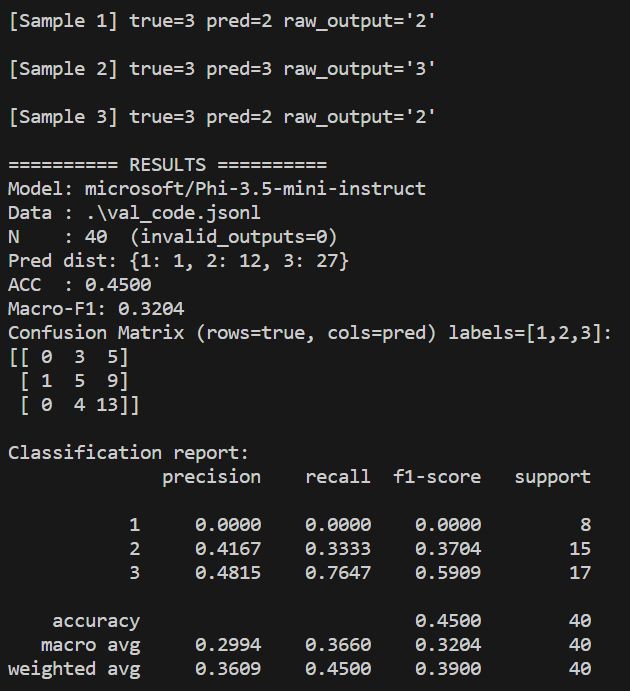 [Sample 1] true=3 pred=2 raw_output='2'
[Sample 2] true=3 pred=3 raw_output='3'
[Sample 3] true=3 pred=2 raw_output='2'
========== RESULTS ==========
Model: microsoft/Phi-3.5-mini-instruct
Data : .\val_code.jsonl
N    : 40  (invalid_outputs=0)
Pred dist: {1: 1, 2: 12, 3: 27}
ACC  : 0.4500
Macro-F1: 0.3204
Confusion Matrix (rows=true, cols=pred) labels=[1,2,3]:
[[ 0  3  5]
 [ 1  5  9]
 [ 0  4 13]]
Classification report:
              precision    recall  f1-score   support
           1     0.0000    0.0000    0.0000         8
           2     0.4167    0.3333    0.3704        15
           3     0.4815    0.7647    0.5909        17
    accuracy                         0.4500        40
   macro avg     0.2994    0.3660    0.3204        40
weighted avg     0.3609    0.4500    0.3900        40